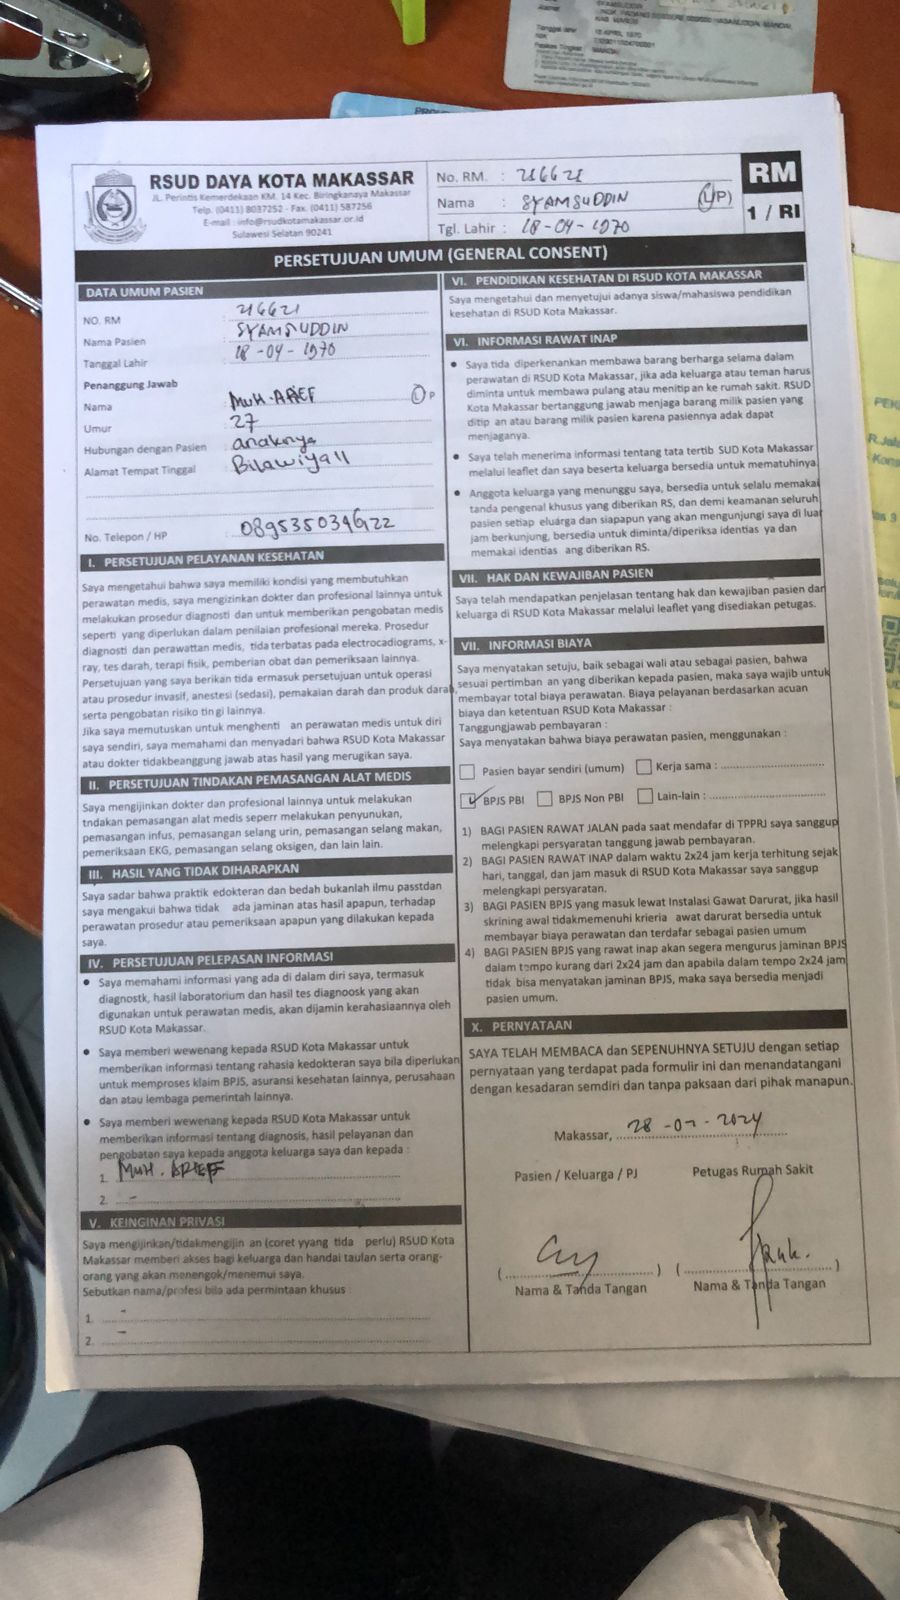 NIK
RSUD DAYA KOTA MAKASSAR
JL. Perintis Kemerdekaan KM. 14 Kec. Biringkanaya Makassar
Telp. (0411) 8037252 - Fax. (0411) 587256
E-mail : info@rsudkotamakassar.or.id
Sulawesi Selatan 90241
No. RM. : 216621
Nama : SYAMSUDDIN (L/P)
Tgl. Lahir : 18-04-1970
RM
1 / RI
PERSETUJUAN UMUM (GENERAL CONSENT)
DATA UMUM PASIEN
NO. RM : 216621
Nama Pasien : SYAMSUDDIN
Tanggal Lahir : 18-04-1970
Penanggung Jawab
Nama : MUH. ARIEF L P
Umur : 27
Hubungan dengan Pasien : anaknya
Alamat Tempat Tinggal : Bilawiyah
No. Telepon / HP :
I. PERSETUJUAN PELAYANAN KESEHATAN
Saya mengetahui bahwa saya memiliki kondisi yang membutuhkan
perawatan medis, saya mengizinkan dokter dan profesional lainnya untuk
melakukan prosedur diagnosti dan untuk memberikan pengobatan medis
seperti yang diperlukan dalam penilaian profesional mereka. Prosedur
diagnosti dan perawattan medis, tida terbatas pada electrocadiograms, x-
ray, tes darah, terapi fisik, pemberian obat dan pemeriksaan lainnya.
Persetujuan yang saya berikan tida ermasuk persetujuan untuk operasi
atau prosedur invasif, anestesi (sedasi), pemakaian darah dan produk darah,
serta pengobatan risiko tin gi lainnya.
Jika saya memutuskan untuk menghenti an perawatan medis untuk diri
saya sendiri, saya memahami dan menyadari bahwa RSUD Kota Makassar
atau dokter tidakbeanggung jawab atas hasil yang merugikan saya.
II. PERSETUJUAN TINDAKAN PEMASANGAN ALAT MEDIS
Saya mengijinkan dokter dan profesional lainnya untuk melakukan
tndakan pemasangan alat medis seperr melakukan penyunukan,
pemasangan infus, pemasangan selang urin, pemasangan selang makan,
pemeriksaan EKG, pemasangan selang oksigen, dan lain lain.
III. HASIL YANG TIDAK DIHARAPKAN
Saya sadar bahwa praktik edokteran dan bedah bukanlah ilmu passtdan
saya mengakui bahwa tidak ada jaminan atas hasil apapun, terhadap
perawatan prosedur atau pemeriksaan apapun yang dilakukan kepada
saya.
IV. PERSETUJUAN PELEPASAN INFORMASI
• Saya memahami informasi yang ada di dalam diri saya, termasuk
diagnostk, hasil laboratorium dan hasil tes diagnoosk yang akan
digunakan untuk perawatan medis, akan dijamin kerahasiaannya oleh
RSUD Kota Makassar.
• Saya memberi wewenang kepada RSUD Kota Makassar untuk
memberikan informasi tentang rahasia kedokteran saya bila diperlukan
untuk memproses klaim BPJS, asuransi kesehatan lainnya, perusahaan
dan atau lembaga pemerintah lainnya.
• Saya memberi wewenang kepada RSUD Kota Makassar untuk
memberikan informasi tentang diagnosis, hasil pelayanan dan
pengobatan saya kepada anggota keluarga saya dan kepada :
1. MUH. ARIEF
2. -
V. KEINGINAN PRIVASI
Saya mengijinkan/tidakmengijin an (coret yyang tida perlu) RSUD Kota
Makassar memberi akses bagi keluarga dan handai taulan serta orang-
orang yang akan menengok/menemui saya.
Sebutkan nama/profesi bila ada permintaan khusus :
1. -
2. -
VI. PENDIDIKAN KESEHATAN DI RSUD KOTA MAKASSAR
Saya mengetahui dan menyetujui adanya siswa/mahasiswa pendidikan
kesehatan di RSUD Kota Makassar.
VI. INFORMASI RAWAT INAP
• Saya tida diperkenankan membawa barang berharga selama dalam
perawatan di RSUD Kota Makassar, jika ada keluarga atau teman harus
diminta untuk membawa pulang atau menitip an ke rumah sakit. RSUD
Kota Makassar bertanggung jawab menjaga barang milik pasien yang
ditip an atau barang milik pasien karena pasiennya adak dapat
menjaganya.
• Saya telah menerima informasi tentang tata tertib SUD Kota Makassar
melalui leaflet dan saya beserta keluarga bersedia untuk mematuhinya
• Anggota keluarga yang menunggu saya, bersedia untuk selalu memakai
tanda pengenal khusus yang diberikan RS, dan demi keamanan seluruh
pasien setiap eluárga dan siapapun yang akan mengunjungi saya di luar
jam berkunjung, bersedia untuk diminta/diperiksa identias ya dan
memakai identias ang diberikan RS.
VII. HAK DAN KEWAJIBAN PASIEN
Saya telah mendapatkan penjelasan tentang hak dan kewajiban pasien dan
keluarga di RSUD Kota Makassar melalui leaflet yang disediakan petugas.
VII. INFORMASI BIAYA
Saya menyatakan setuju, baik sebagai wali atau sebagai pasien, bahwa
sesuai pertimban an yang diberikan kepada pasien, maka saya wajib untuk
membayar total biaya perawatan. Biaya pelayanan berdasarkan acuan
biaya dan ketentuan RSUD Kota Makassar :
Tanggungjawab pembayaran :
Saya menyatakan bahwa biaya perawatan pasien, menggunakan :
Pasien bayar sendiri (umum) Kerja sama :
BPJS PBI BPJS Non PBI Lain-lain :
1) BAGI PASIEN RAWAT JALAN pada saat mendafar di TPPRJ saya sanggup
melengkapi persyaratan tanggung jawab pembayaran.
2) BAGI PASIEN RAWAT INAP dalam waktu 2x24 jam kerja terhitung sejak
hari, tanggal, dan jam masuk di RSUD Kota Makassar saya sanggup
melengkapi persyaratan.
3) BAGI PASIEN BPJS yang masuk lewat Instalasi Gawat Darurat, jika hasil
skrining awal tidakmemenuhi krieria awat darurat bersedia untuk
membayar biaya perawatan dan terdafar sebagai pasien umum
4) BAGI PASIEN BPJS yang rawat inap akan segera mengurus jaminan BPJS
dalam tempo kurang dari 2x24 jam dan apabila dalam tempo 2x24 jam
tidak bisa menyatakan jaminan BPJS, maka saya bersedia menjadi
pasien umum.
X. PERNYATAAN
SAYA TELAH MEMBACA dan SEPENUHNYA SETUJU dengan setiap
pernyataan yang terdapat pada formulir ini dan menandatangani
dengan kesadaran semdiri dan tanpa paksaan dari pihak manapun.
Makassar,
Pasien / Keluarga / PJ Petugas Rumah Sakit
Nama & Tanda Tangan Nama & Tanda Tangan